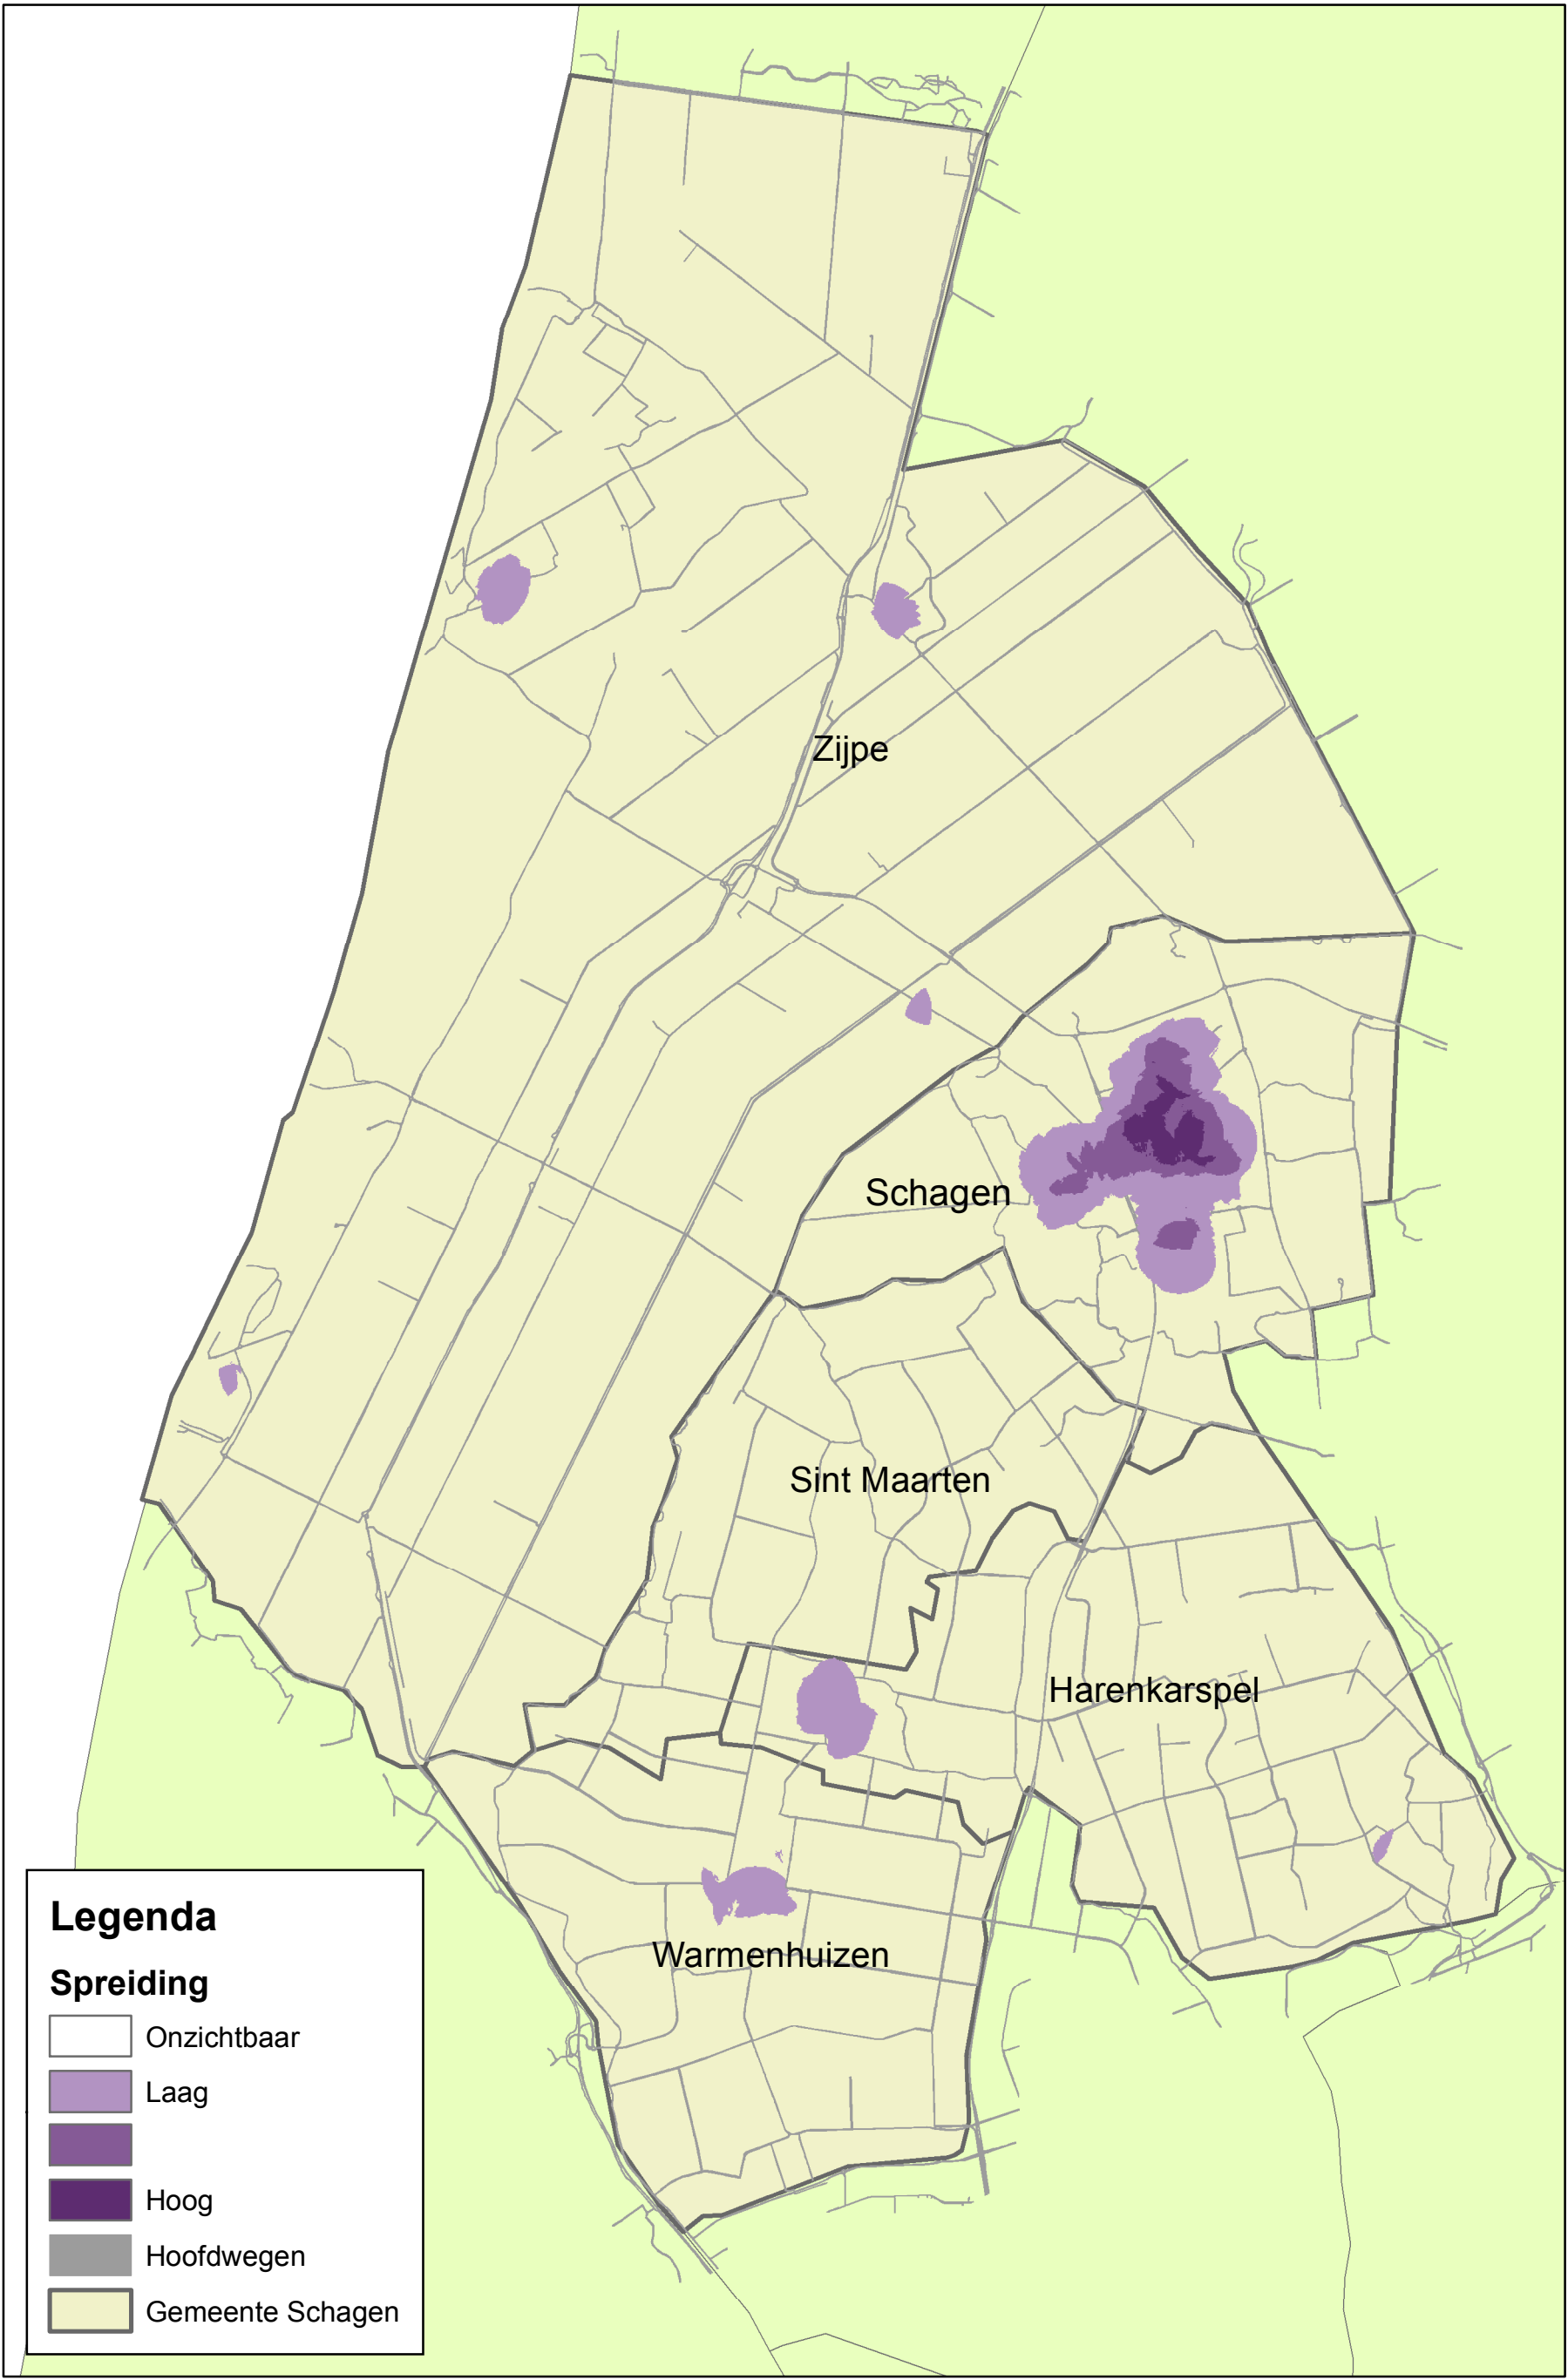 Zijpe
Schagen
Sint Maarten
Harenkarspel
Warmenhuizen
Legenda
Spreiding
Onzichtbaar
Laag
Hoog
Hoofdwegen
Gemeente Schagen